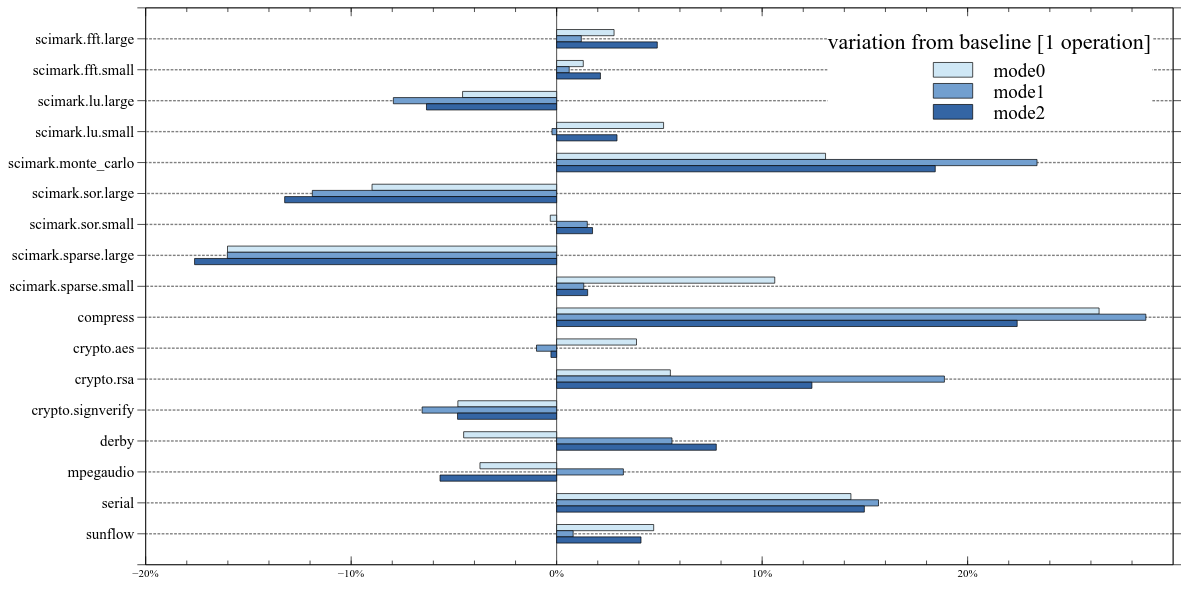 variation from baseline [1 operation]
mode0
mode1
mode2
scimark.fft.large
scimark.fft.small
scimark.lu.large
scimark.lu.small
scimark.monte_carlo
scimark.sor.large
scimark.sor.small
scimark.sparse.large
scimark.sparse.small
compress
crypto.aes
crypto.rsa
crypto.signverify
derby
mpegaudio
serial
sunflow
−20% −10% 0% 10% 20%